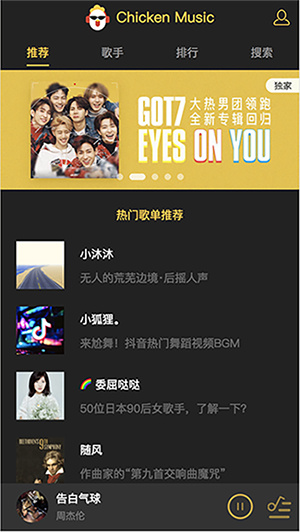 Chicken Music
推荐 歌手 排行 搜索
独家
GOT7 大热男团领跑
全新专辑回归
EYES ON YOU
热门歌单推荐
小沐沐
无人的荒芜边境·后摇人声
小狐狸。
来尬舞！抖音热门舞蹈视频BGM
🌈 委屈哒哒
50位日本90后女歌手，了解一下？
随风
作曲家的“第九首交响曲魔咒”
告白气球
周杰伦